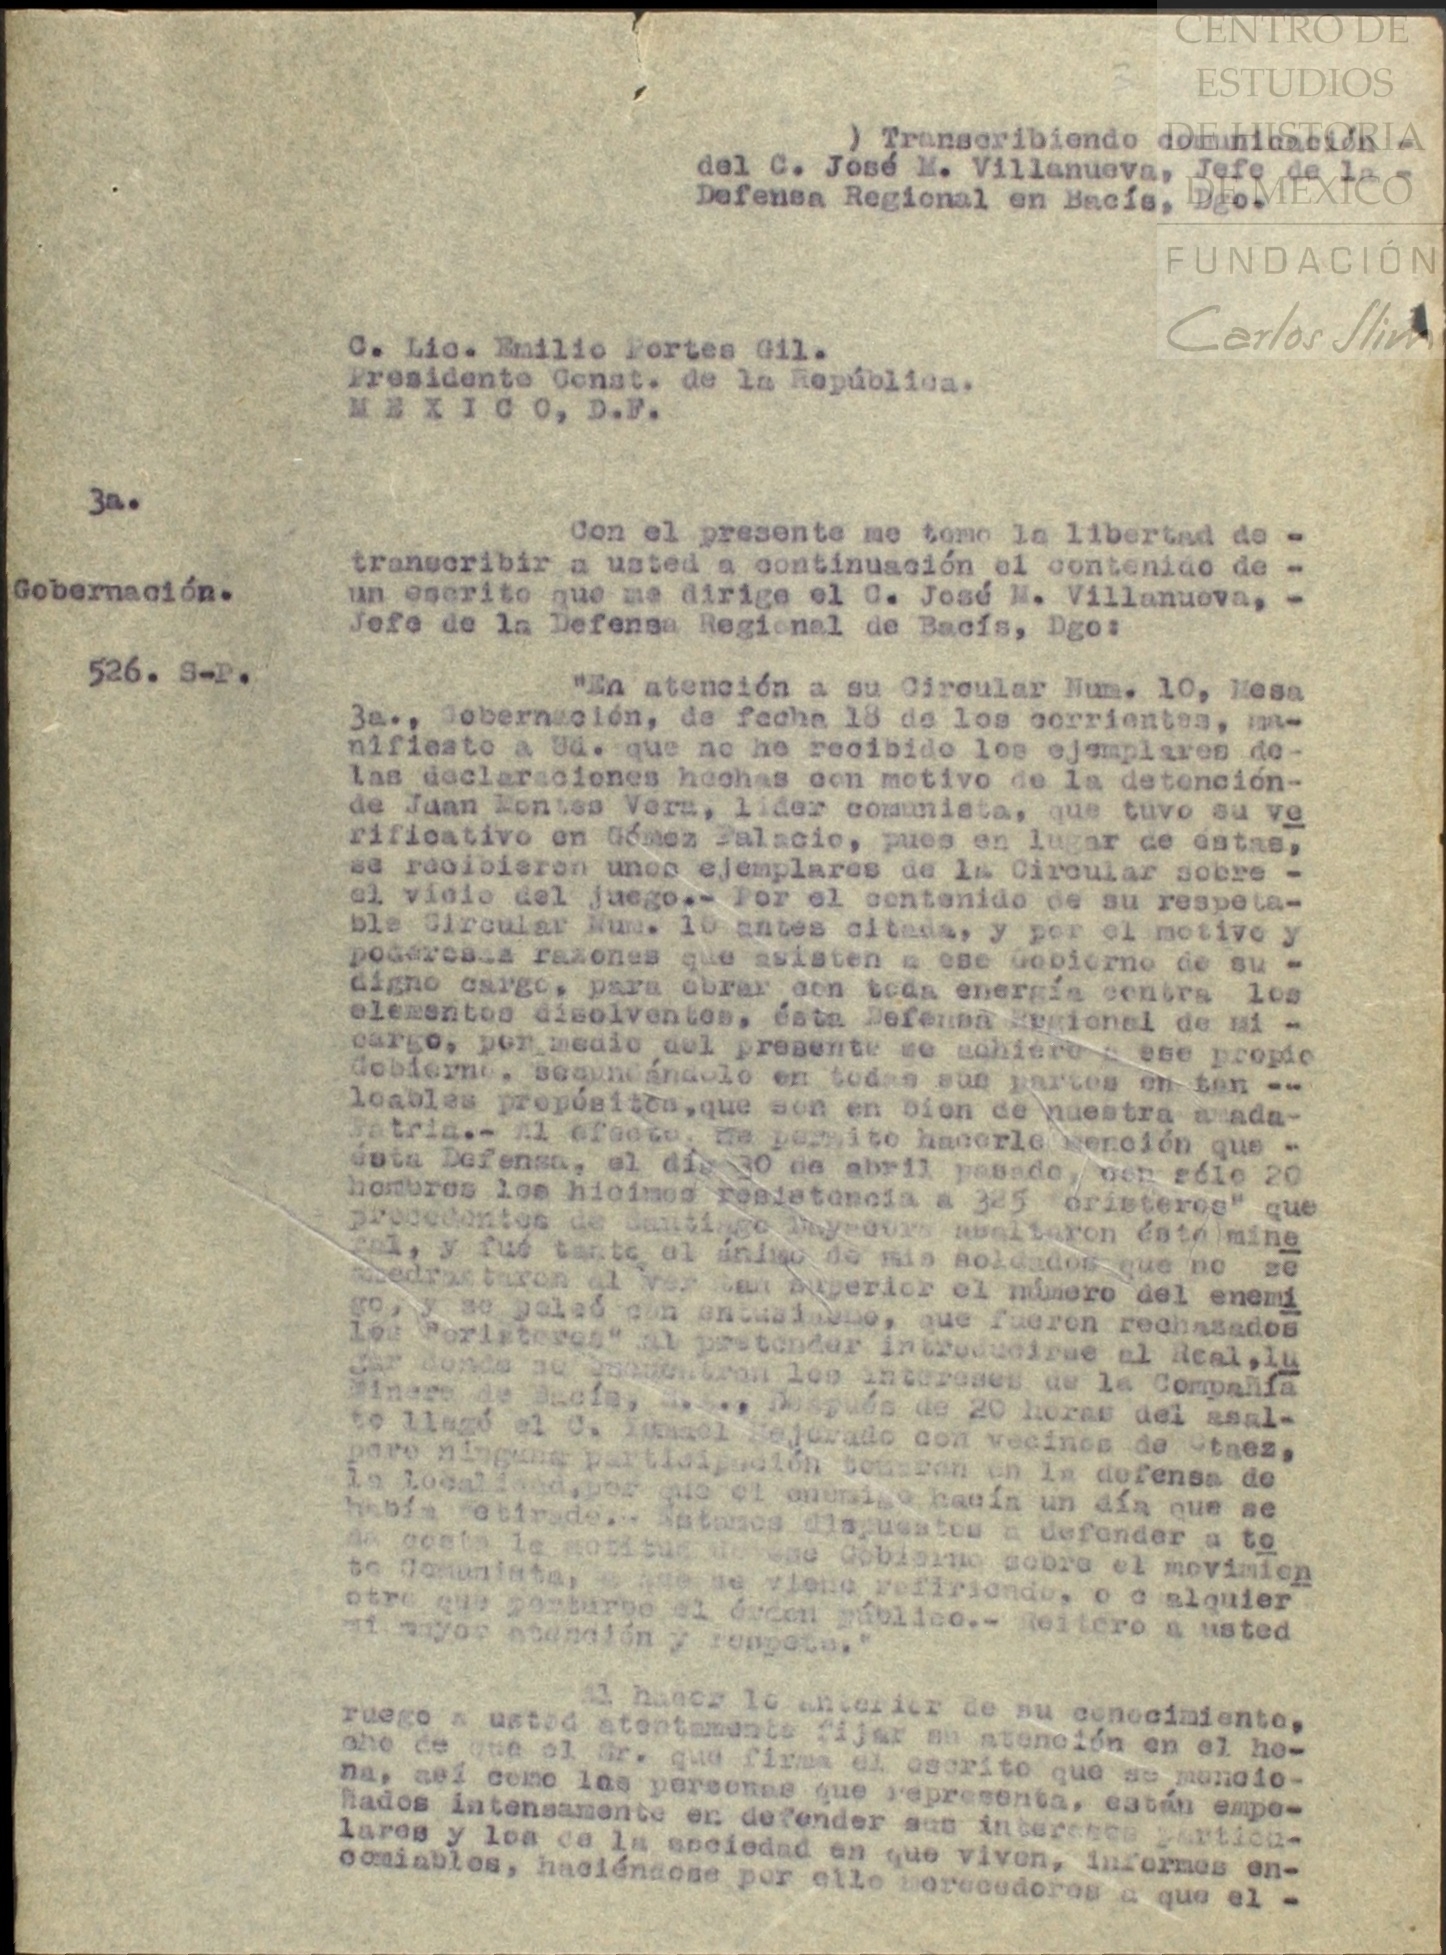 CENTRO DE
ESTUDIOS
DE HISTORIA
DE MEXICO
FUNDACIÓN
Carlos Slim
) Transcribiendo comunicación -
del C. José M. Villanueva, Jefe de la -
Defensa Regional en Bacís, Dgo.
C. Lic. Emilio Portes Gil.
Presidente Const. de la República.
M E X I C O, D.F.
3a.
Gobernación.
526. S-P.
Con el presente me tomo la libertad de -
transcribir a usted a continuación el contenido de -
un escrito que me dirige el C. José M. Villanueva, -
Jefe de la Defensa Regional de Bacís, Dgo:
"En atención a su Circular Num. 10, Mesa
3a., Gobernación, de fecha 18 de los corrientes, ma-
nifiesto a Ud. que no he recibido los ejemplares de-
las declaraciones hechas con motivo de la detención-
de Juan Montes Vera, lider comunista, que tuvo su ve
rificativo en Gómez Palacio, pues en lugar de estas,
se recibieron unos ejemplares de la Circular sobre -
el vicio del juego.- Por el contenido de su respeta-
ble Circular Num. 10 antes citada, y por el motivo y
poderosas razones que asisten a ese Gobierno de su -
digno cargo, para obrar con toda energía contra los
elementos disolventes, ésta Defensa Regional de mi -
cargo, por medio del presente se adhiere a ese propio
Gobierno, secundándolo en todas sus partes en tan --
loables propósitos,que son en bien de nuestra amada-
Patria.- Al efecto, me permito hacerle mención que -
ésta Defensa, el día 30 de abril pasado, con sólo 20
hombres les hicimos resistencia a 325 "cristeros" que
precedentes de Santiago Bayacora asaltaron éste mine
ral, y fué tanto el ánimo de mis soldados que no se
amedrentaron al ver tan superior el número del enemi
go, y se peleó con entusiasmo, que fueron rechazados
los "cristeros" al pretender introducirse al Real,lu
gar donde se encuentran los intereses de la Compañía
Minera de Bacís, S.A., Después de 20 horas del asal-
to llegó el C. Ismael Mejorado con vecinos de Otaez,
pero ninguna participación tomaron en la defensa de
la localidad,por que el enemigo hacía un día que se
había retirado.- Estamos dispuestos a defender a to
da costa la actitud de ese Gobierno sobre el movimien
to Comunista, a que se viene refiriendo, o c alquier
otro que perturbe el órden público.- Reitero a usted
mi mayor atención y respeto."
Al hacer lo anterior de su conocimiento,
ruego a usted atentamente fijar su atención en el he-
cho de que el Sr. que firma el escrito que se mencio-
na, así como las personas que representa, están empe-
ñados intensamente en defender sus intereses particu-
lares y los de la sociedad en que viven, informes en-
comiables, haciéndose por ello merecedores a que el -